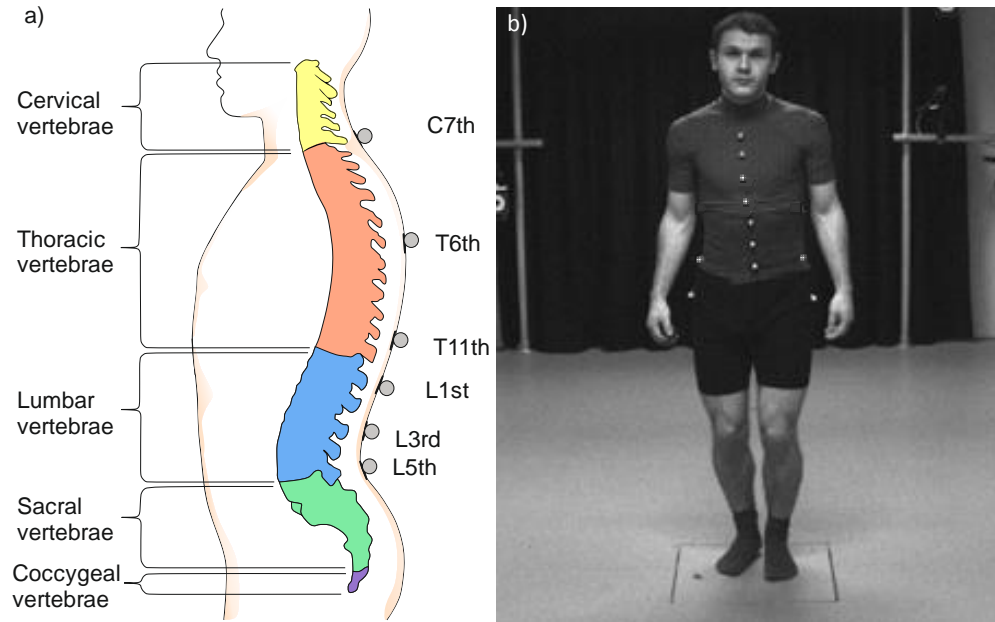 a)
Cervical
vertebrae
Thoracic
vertebrae
Lumbar
vertebrae
Sacral
vertebrae
Coccygeal
vertebrae
C7th
T6th
T11th
L1st
L3rd
L5th
b)